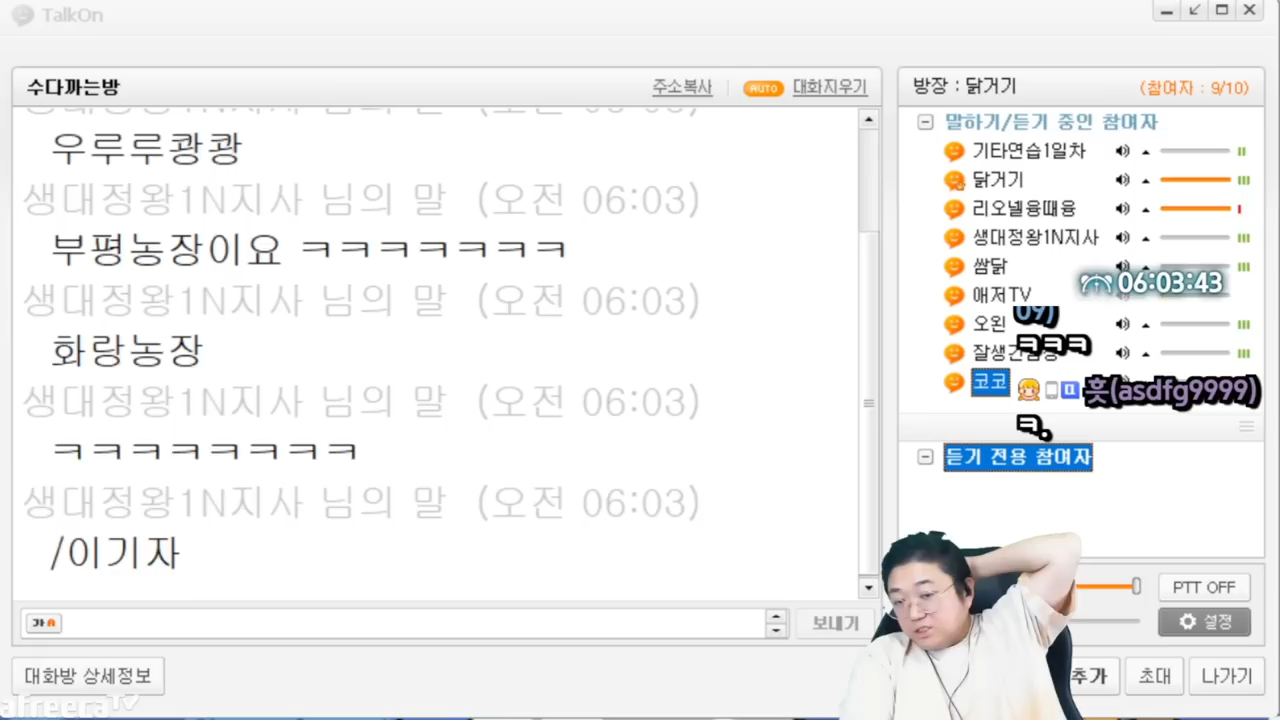 TalkOn
수다까는방
주소복사
AUTO 대화지우기
우루루쾅쾅
생대정왕1N지사 님의 말 (오전 06:03)
부평농장이요 ㅋㅋㅋㅋㅋㅋㅋ
생대정왕1N지사 님의 말 (오전 06:03)
화랑농장
생대정왕1N지사 님의 말 (오전 06:03)
ㅋㅋㅋㅋㅋㅋㅋㅋ
생대정왕1N지사 님의 말 (오전 06:03)
/이기자
가
보내기
대화방 상세정보
afreecaTV
방장 : 닭거기
(참여자 : 9/10)
말하기/듣기 중인 참여자
기타연습1일차
닭거기
리오넬융때융
생대정왕1N지사
쌈닭
06:03:43
애저TV
09)
오왼
ㅋㅋㅋ
코코
흣(asdfg9999)
ㅋ.
듣기 전용 참여자
PTT OFF
설정
추가
초대
나가기